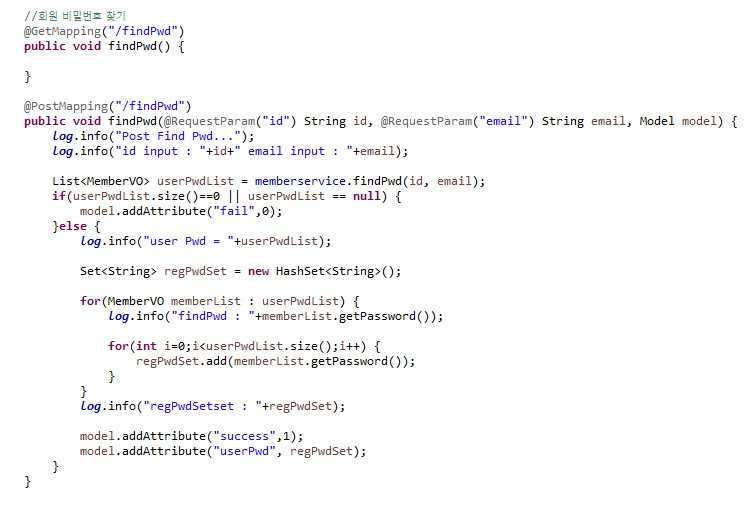 //회원 비밀번호 찾기
@GetMapping("/findPwd")
public void findPwd() {
}
@PostMapping("/findPwd")
public void findPwd(@RequestParam("id") String id, @RequestParam("email") String email, Model model) {
log.info("Post Find Pwd...");
log.info("id input : "+id+" email input : "+email);
List<MemberVO> userPwdList = memberservice.findPwd(id, email);
if(userPwdList.size()==0 || userPwdList == null) {
model.addAttribute("fail",0);
}else {
log.info("user Pwd = "+userPwdList);
Set<String> regPwdSet = new HashSet<String>();
for(MemberVO memberList : userPwdList) {
log.info("findPwd : "+memberList.getPassword());
for(int i=0;i<userPwdList.size();i++) {
regPwdSet.add(memberList.getPassword());
}
}
log.info("regPwdSetset : "+regPwdSet);
model.addAttribute("success",1);
model.addAttribute("userPwd", regPwdSet);
}
}